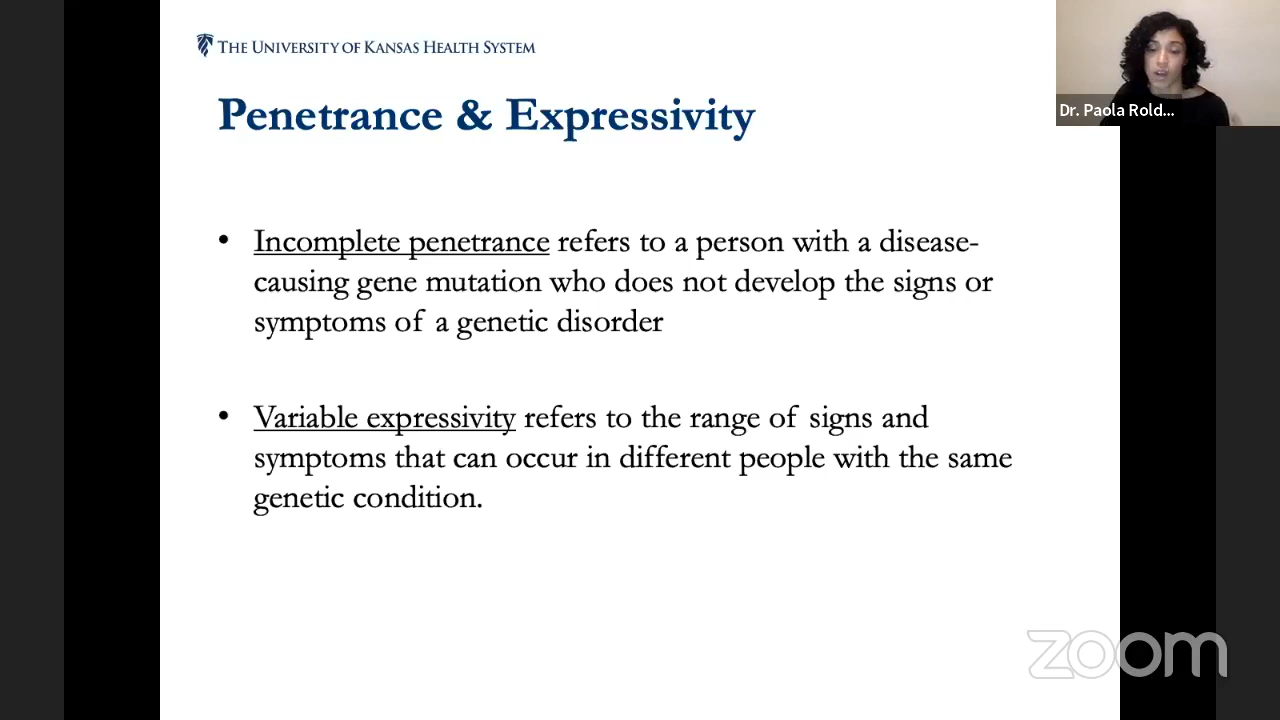 THE UNIVERSITY OF KANSAS HEALTH SYSTEM
Penetrance & Expressivity
• Incomplete penetrance refers to a person with a disease-
causing gene mutation who does not develop the signs or
symptoms of a genetic disorder
• Variable expressivity refers to the range of signs and
symptoms that can occur in different people with the same
genetic condition.
Dr. Paola Rold...
zoom